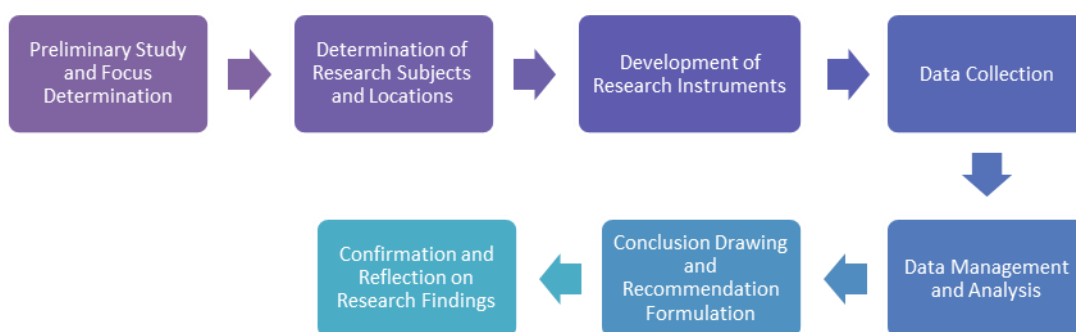 Preliminary Study
and Focus
Determination
Determination of
Research Subjects
and Locations
Development of
Research Instruments
Data Collection
Data Management
and Analysis
Conclusion Drawing
and
Recommendation
Formulation
Confirmation and
Reflection on
Research Findings